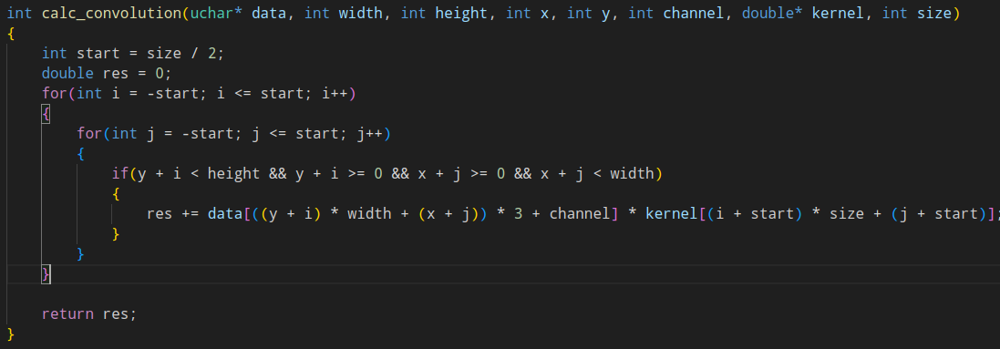 int calc_convolution(uchar* data, int width, int height, int x, int y, int channel, double* kernel, int size)
{
    int start = size / 2;
    double res = 0;
    for(int i = -start; i <= start; i++)
    {
        for(int j = -start; j <= start; j++)
        {
            if(y + i < height && y + i >= 0 && x + j >= 0 && x + j < width)
            {
                res += data[((y + i) * width + (x + j)) * 3 + channel] * kernel[(i + start) * size + (j + start)];
            }
        }
    }

    return res;
}